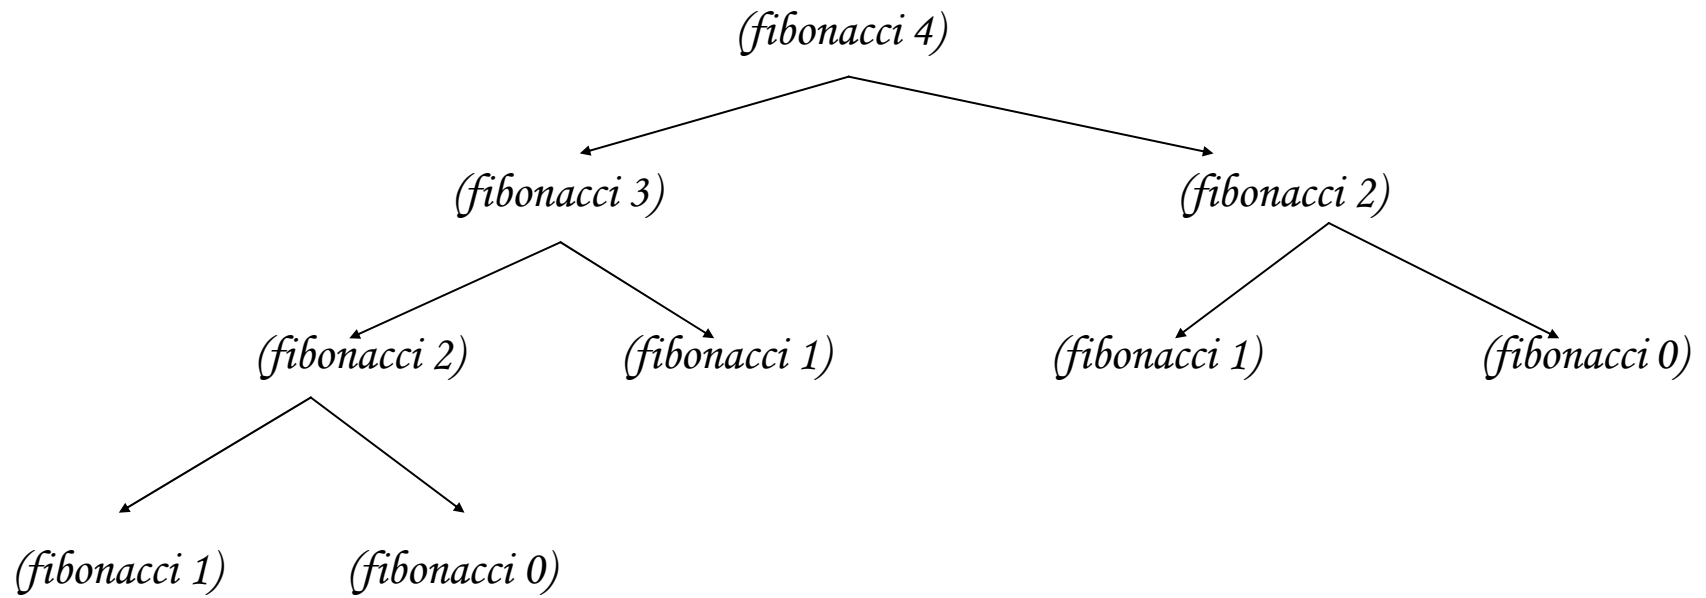 (fibonacci 4)
(fibonacci 3)
(fibonacci 2)
(fibonacci 2)
(fibonacci 1)
(fibonacci 1)
(fibonacci 0)
(fibonacci 1)
(fibonacci 0)